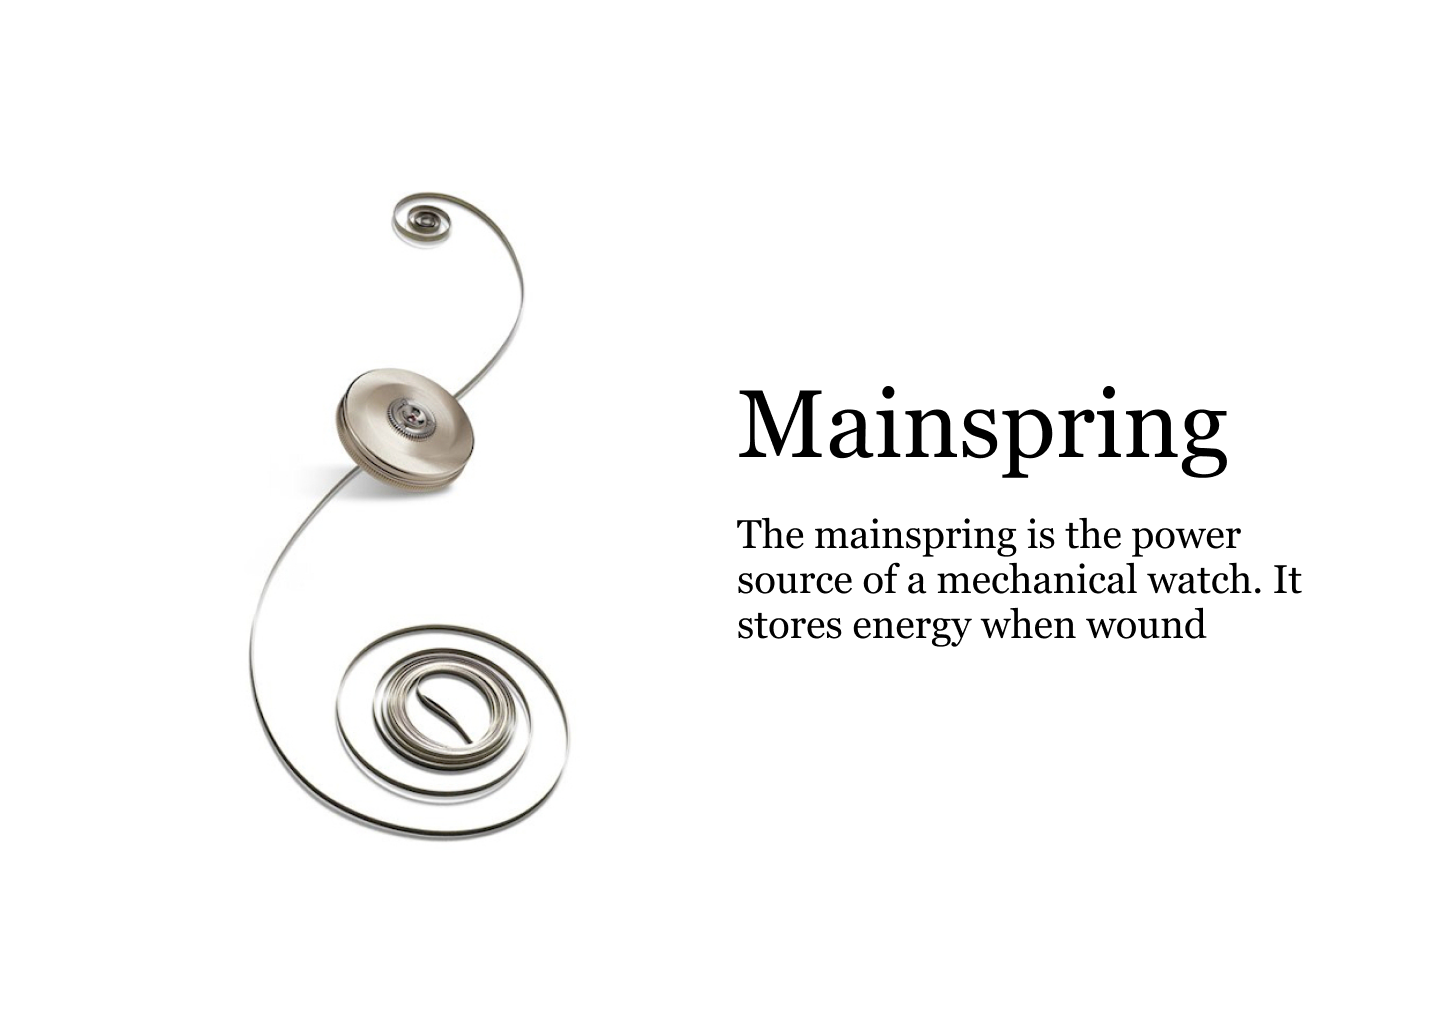 Mainspring
The mainspring is the power
source of a mechanical watch. It
stores energy when wound